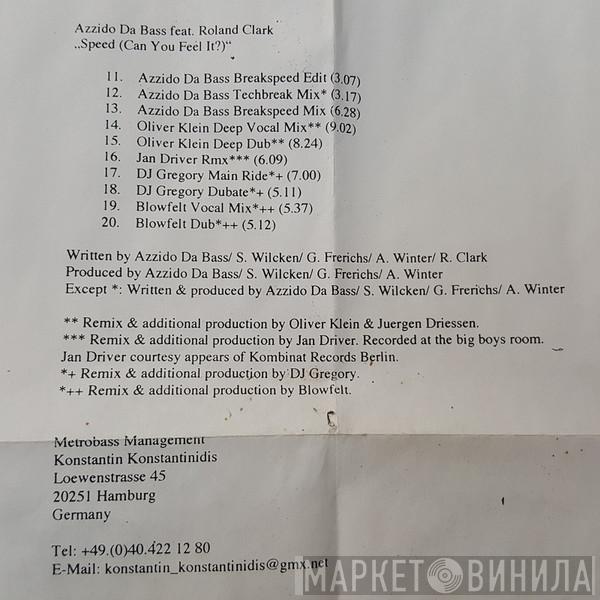 Azzido Da Bass feat. Roland Clark
„Speed (Can You Feel It?)“
11. Azzido Da Bass Breakspeed Edit (3.07)
12. Azzido Da Bass Techbreak Mix* (3.17)
13. Azzido Da Bass Breakspeed Mix (6.28)
14. Oliver Klein Deep Vocal Mix** (9.02)
15. Oliver Klein Deep Dub** (8.24)
16. Jan Driver Rmx*** (6.09)
17. DJ Gregory Main Ride*+ (7.00)
18. DJ Gregory Dubate*+ (5.11)
19. Blowfelt Vocal Mix*++ (5.37)
20. Blowfelt Dub*++ (5.12)
Written by Azzido Da Bass/ S. Wilcken/ G. Frerichs/ A. Winter/ R. Clark
Produced by Azzido Da Bass/ S. Wilcken/ G. Frerichs/ A. Winter
Except *: Written & produced by Azzido Da Bass/ S. Wilcken/ G. Frerichs/ A. Winter
** Remix & additional production by Oliver Klein & Juergen Driessen.
*** Remix & additional production by Jan Driver. Recorded at the big boys room.
Jan Driver courtesy appears of Kombinat Records Berlin.
*+ Remix & additional production by DJ Gregory.
*++ Remix & additional production by Blowfelt.
Metrobass Management
Konstantin Konstantinidis
Loewenstrasse 45
20251 Hamburg
Germany
Tel: +49.(0)40.422 12 80
E-Mail: konstantin_konstantinidis@gmx.net
МАРКЕТ ВИНИЛА